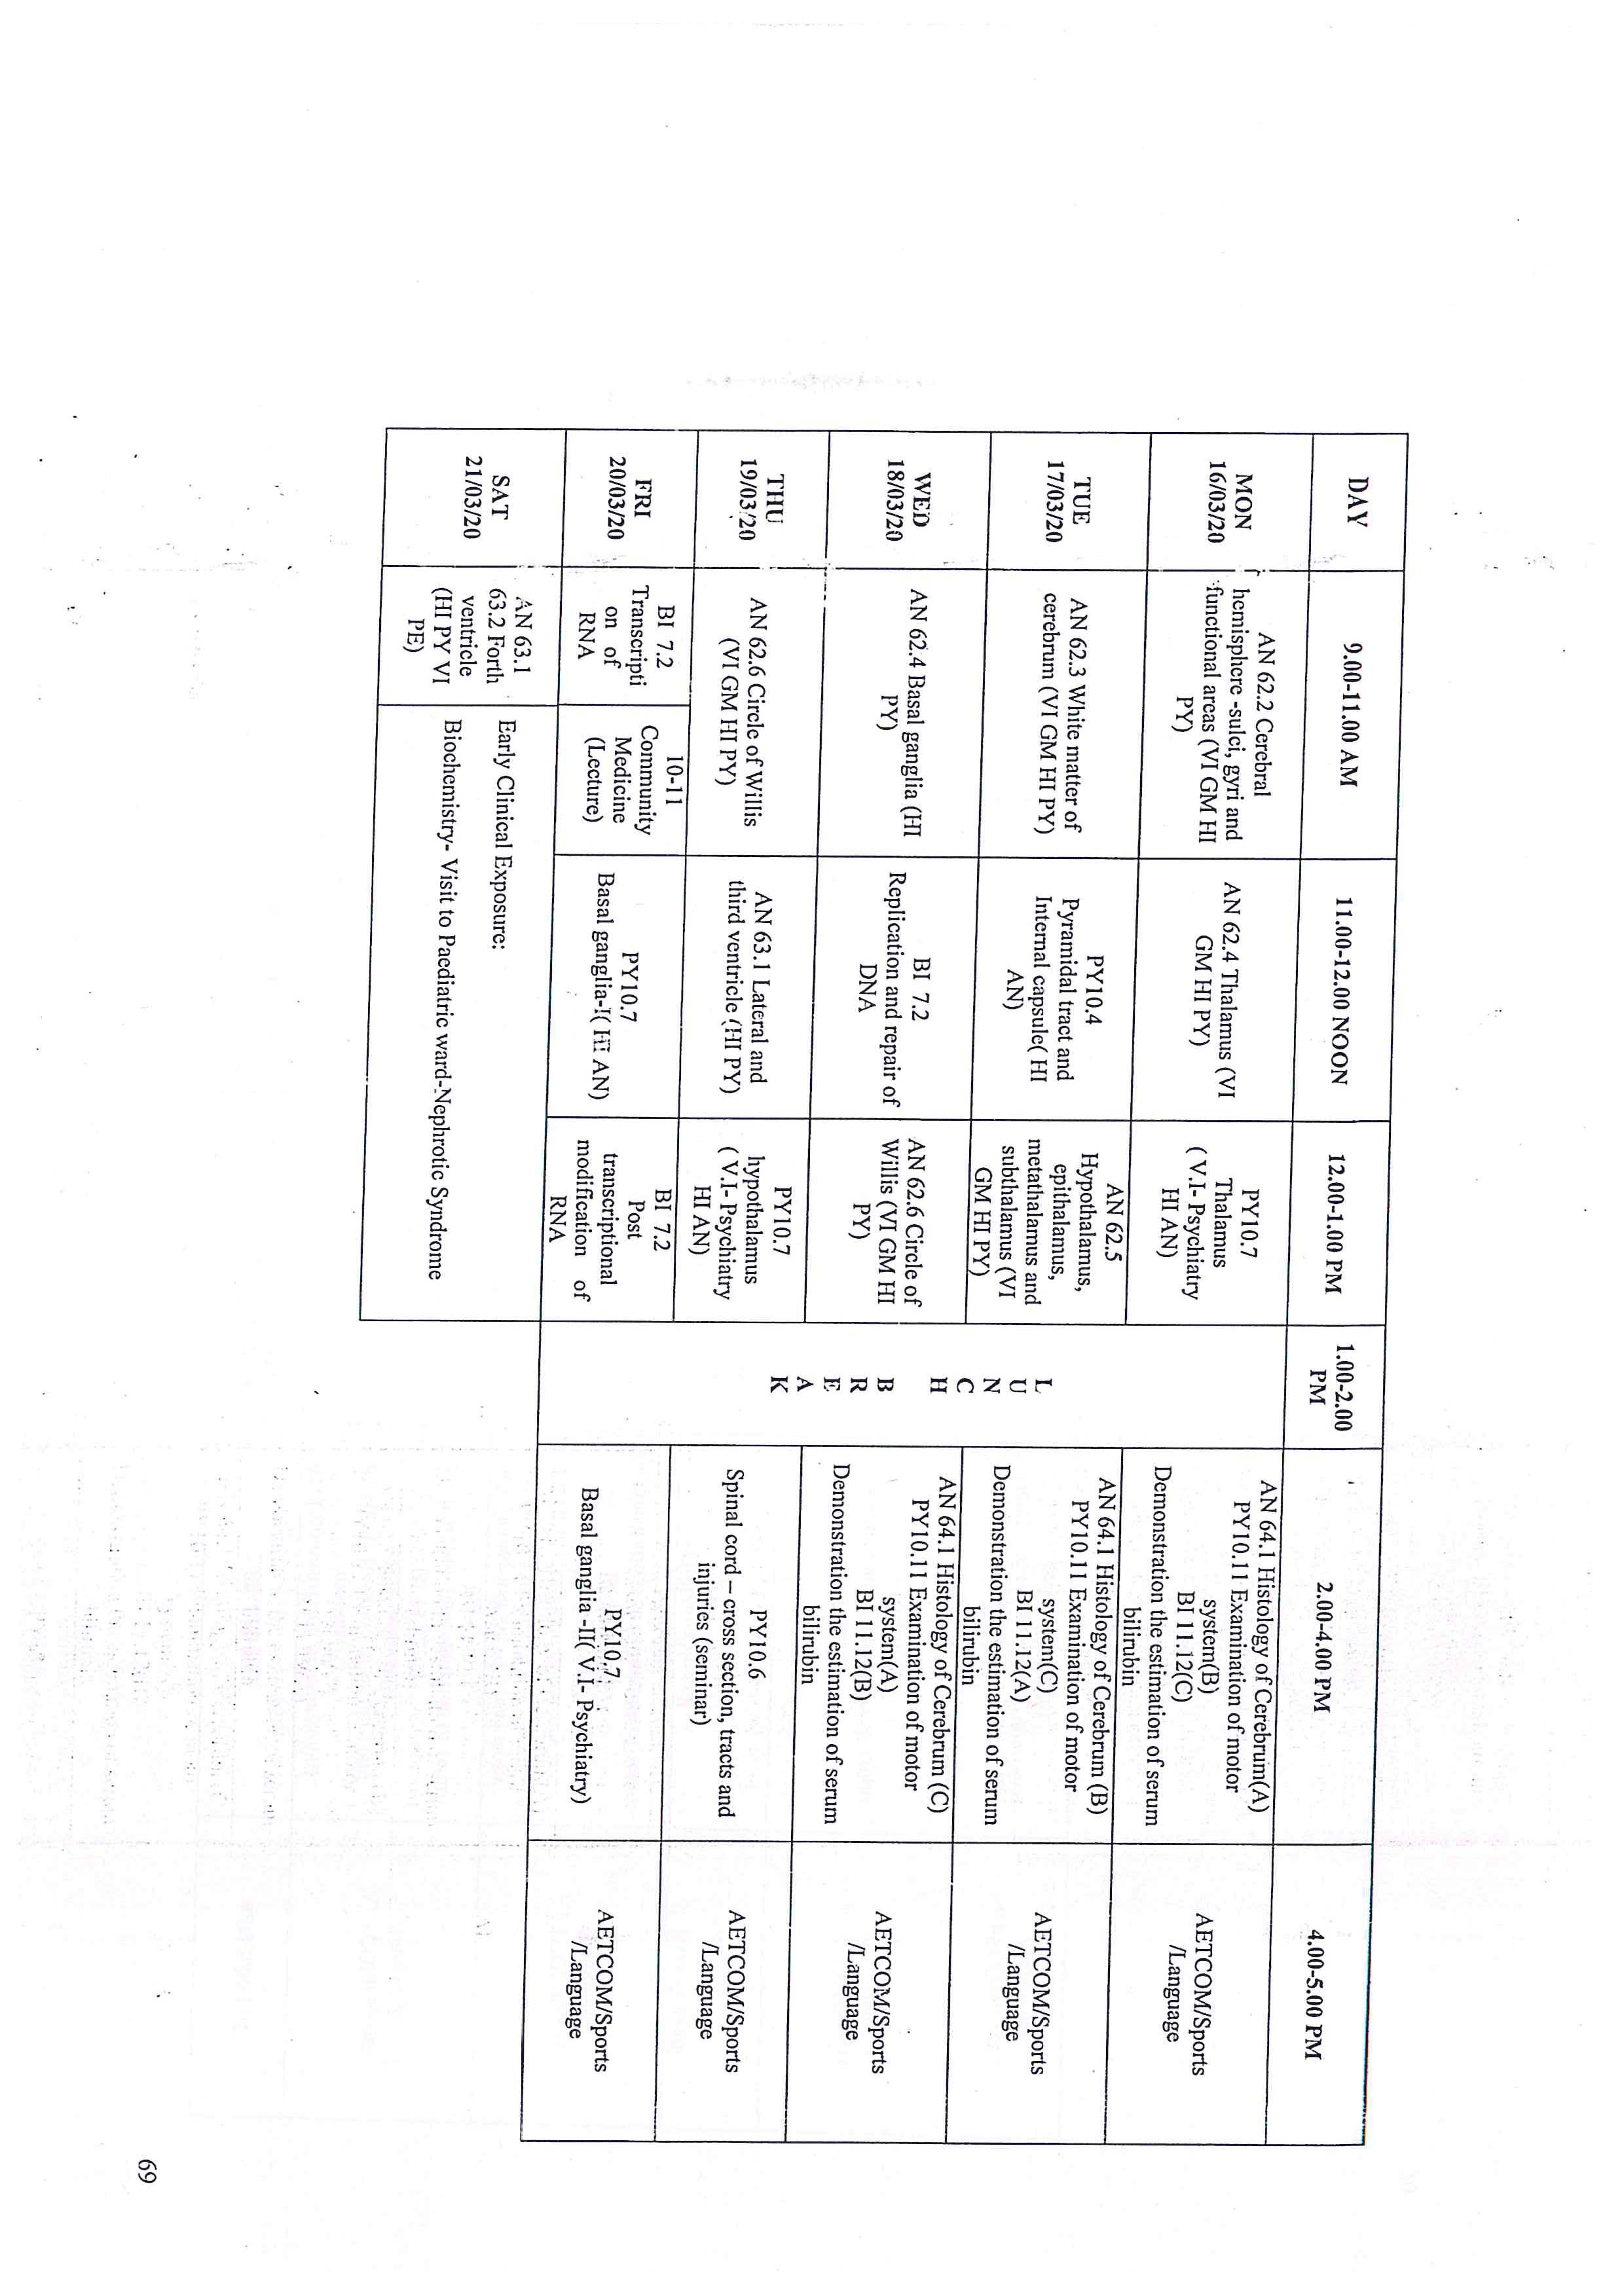 DAY
9.00-11.00 AM
11.00-12.00 NOON
12.00-1.00 PM
1.00-2.00
PM
2.00-4.00 PM
4.00-5.00 PM
MON
16/03/20
AN 62.2 Cerebral
hemisphere -sulci, gyri and
functional areas (VI GM HI
PY)
AN 62.4 Thalamus (VI
GM HI PY)
PY10.7
Thalamus
( V.I- Psychiatry
HI AN)
L
U
N
C
H
B
R
E
A
K
AN 64.1 Histology of Cerebrum(A)
PY10.11 Examination of motor
system(B)
BI 11.12(C)
Demonstration the estimation of serum
bilirubin
AETCOM/Sports
/Language
TUE
17/03/20
AN 62.3 White matter of
cerebrum (VI GM HI PY)
PY10.4
Pyramidal tract and
Internal capsule( HI
AN)
AN 62.5
Hypothalamus,
epithalamus,
metathalamus and
subthalamus (VI
GM HI PY)
AN 64.1 Histology of Cerebrum (B)
PY10.11 Examination of motor
system(C)
BI 11.12(A)
Demonstration the estimation of serum
bilirubin
AETCOM/Sports
/Language
WED
18/03/20
AN 62.4 Basal ganglia (HI
PY)
BI 7.2
Replication and repair of
DNA
AN 62.6 Circle of
Willis (VI GM HI
PY)
AN 64.1 Histology of Cerebrum (C)
PY10.11 Examination of motor
system(A)
BI 11.12(B)
Demonstration the estimation of serum
bilirubin
AETCOM/Sports
/Language
THU
19/03/20
AN 62.6 Circle of Willis
(VI GM HI PY)
AN 63.1 Lateral and
third ventricle (HI PY)
PY10.7
hypothalamus
( V.I- Psychiatry
HI AN)
PY10.6
Spinal cord – cross section, tracts and
injuries (seminar)
AETCOM/Sports
/Language
FRI
20/03/20
BI 7.2
Transcripti
on of
RNA
10-11
Community
Medicine
(Lecture)
PY10.7
Basal ganglia-I( HI AN)
BI 7.2
Post
transcriptional
modification of
RNA
PY10.7
Basal ganglia -II( V.I- Psychiatry)
AETCOM/Sports
/Language
SAT
21/03/20
AN 63.1
63.2 Forth
ventricle
(HI PY VI
PE)
Early Clinical Exposure:
Biochemistry- Visit to Paediatric ward-Nephrotic Syndrome
69